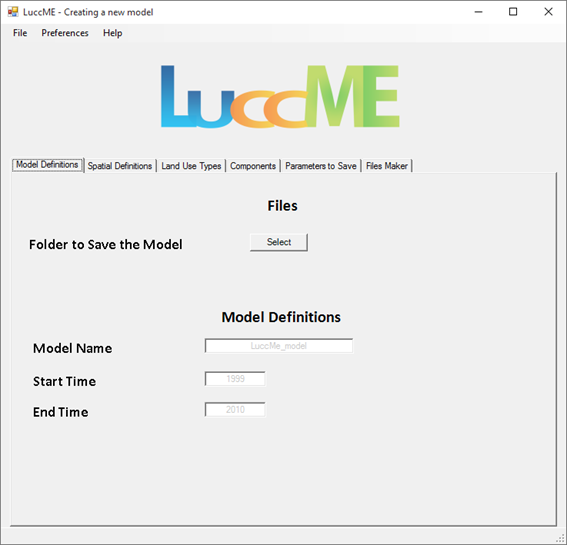 LuccME - Creating a new model
File Preferences Help
LuccME
Model Definitions Spatial Definitions Land Use Types Components Parameters to Save Files Maker
Files
Folder to Save the Model Select
Model Definitions
Model Name LuccMe_model
Start Time 1999
End Time 2010